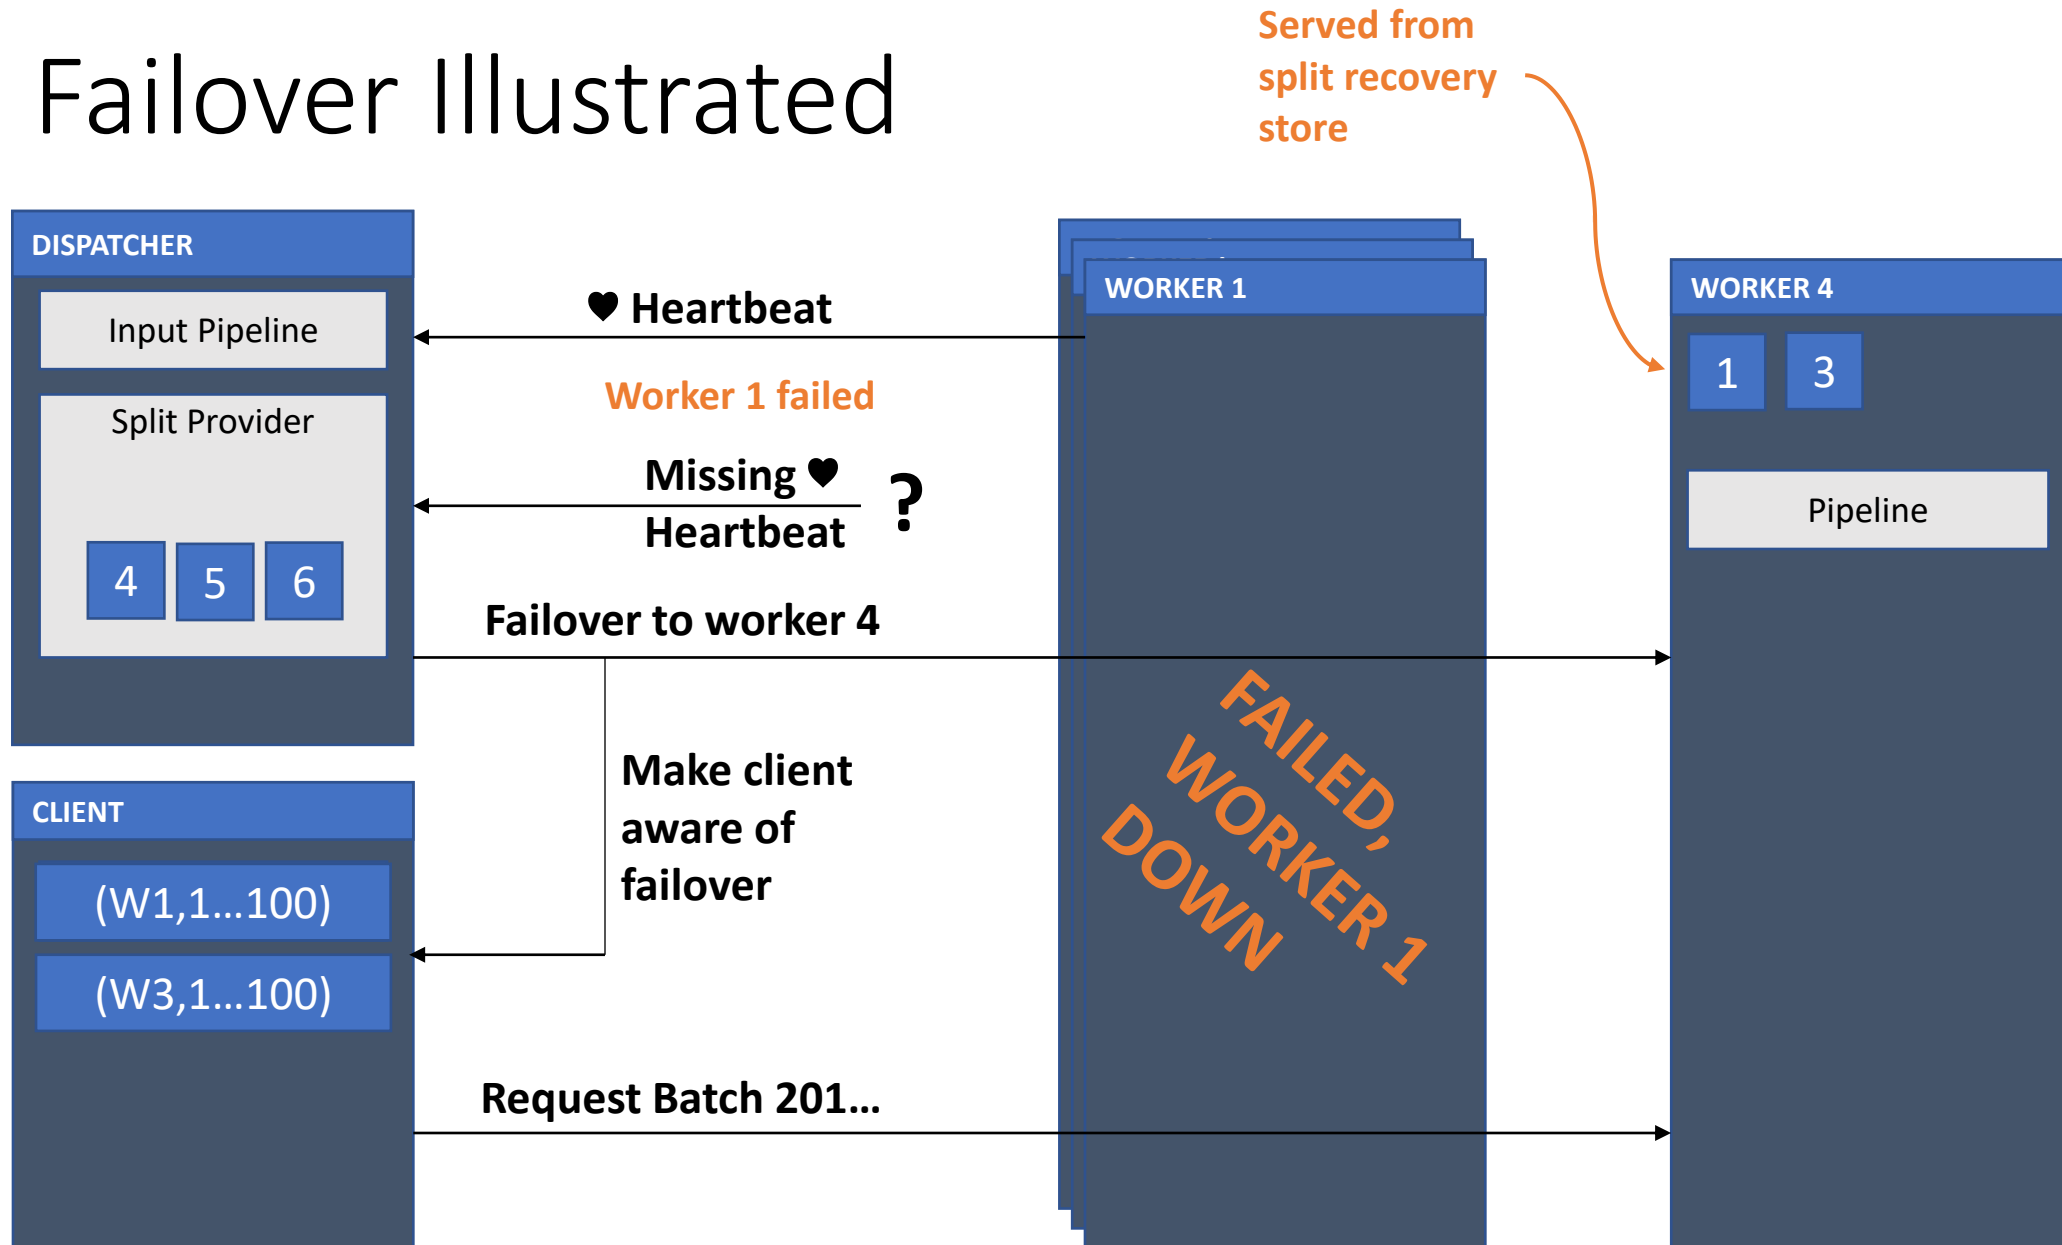 Failover Illustrated
Served from
split recovery
store
DISPATCHER
Input Pipeline
Split Provider
4
5
6
♥ Heartbeat
Worker 1 failed
Missing ♥
Heartbeat
?
Failover to worker 4
Make client
aware of
failover
CLIENT
(W1,1...100)
(W3,1...100)
Request Batch 201...
WORKER 1
FAILED,
WORKER 1
DOWN
WORKER 4
1
3
Pipeline